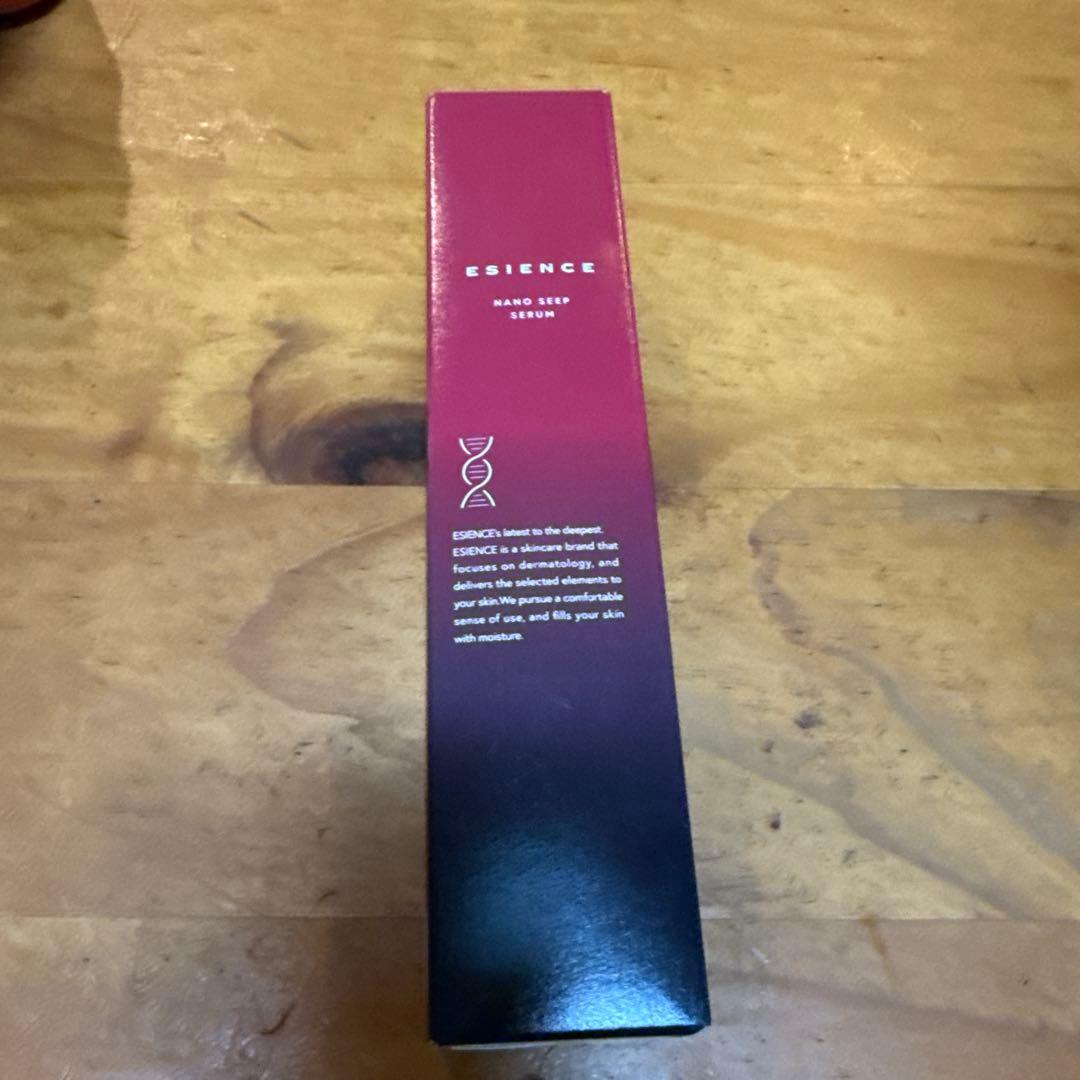 ESIENCE
NANO SEEP
SERUM
ESIENCE's latest to the deepest.
ESIENCE is a skincare brand that
focuses on dermatology, and
delivers the selected elements to
your skin.We pursue a comfortable
sense of use, and fills your skin
with moisture.